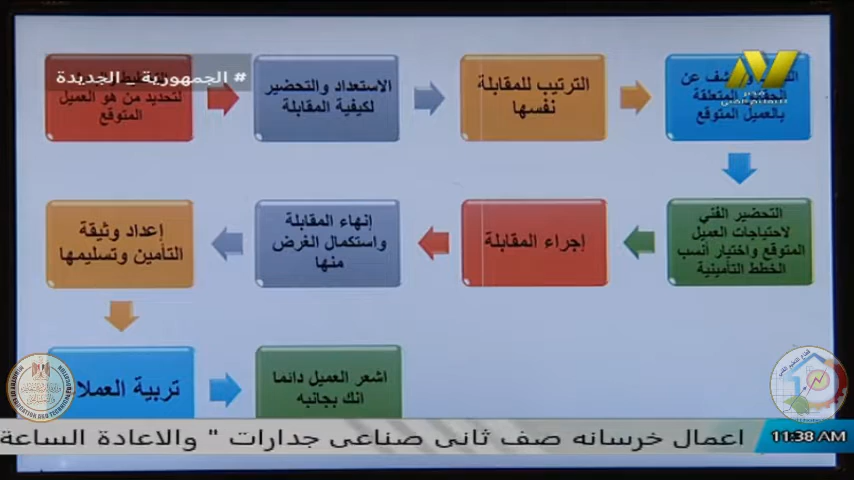 # الجمهورية _ الجديدة
لتحديد من هو العميل
المتوقع
الاستعداد والتحضير
لكيفية المقابلة
الترتيب للمقابلة
نفسها
عن
المتعلقة
بالعميل المتوقع
التحضير الفني
لاحتياجات العميل
المتوقع واختيار أنسب
الخطط التأمينية
إجراء المقابلة
إنهاء المقابلة
واستكمال الغرض
منها
إعداد وثيقة
التأمين وتسليمها
تربية العملا
اشعر العميل دائما
انك بجانبه
اعمال خرسانه صف ثانى صناعى جدارات " والاعادة الساعة
11:38 AM